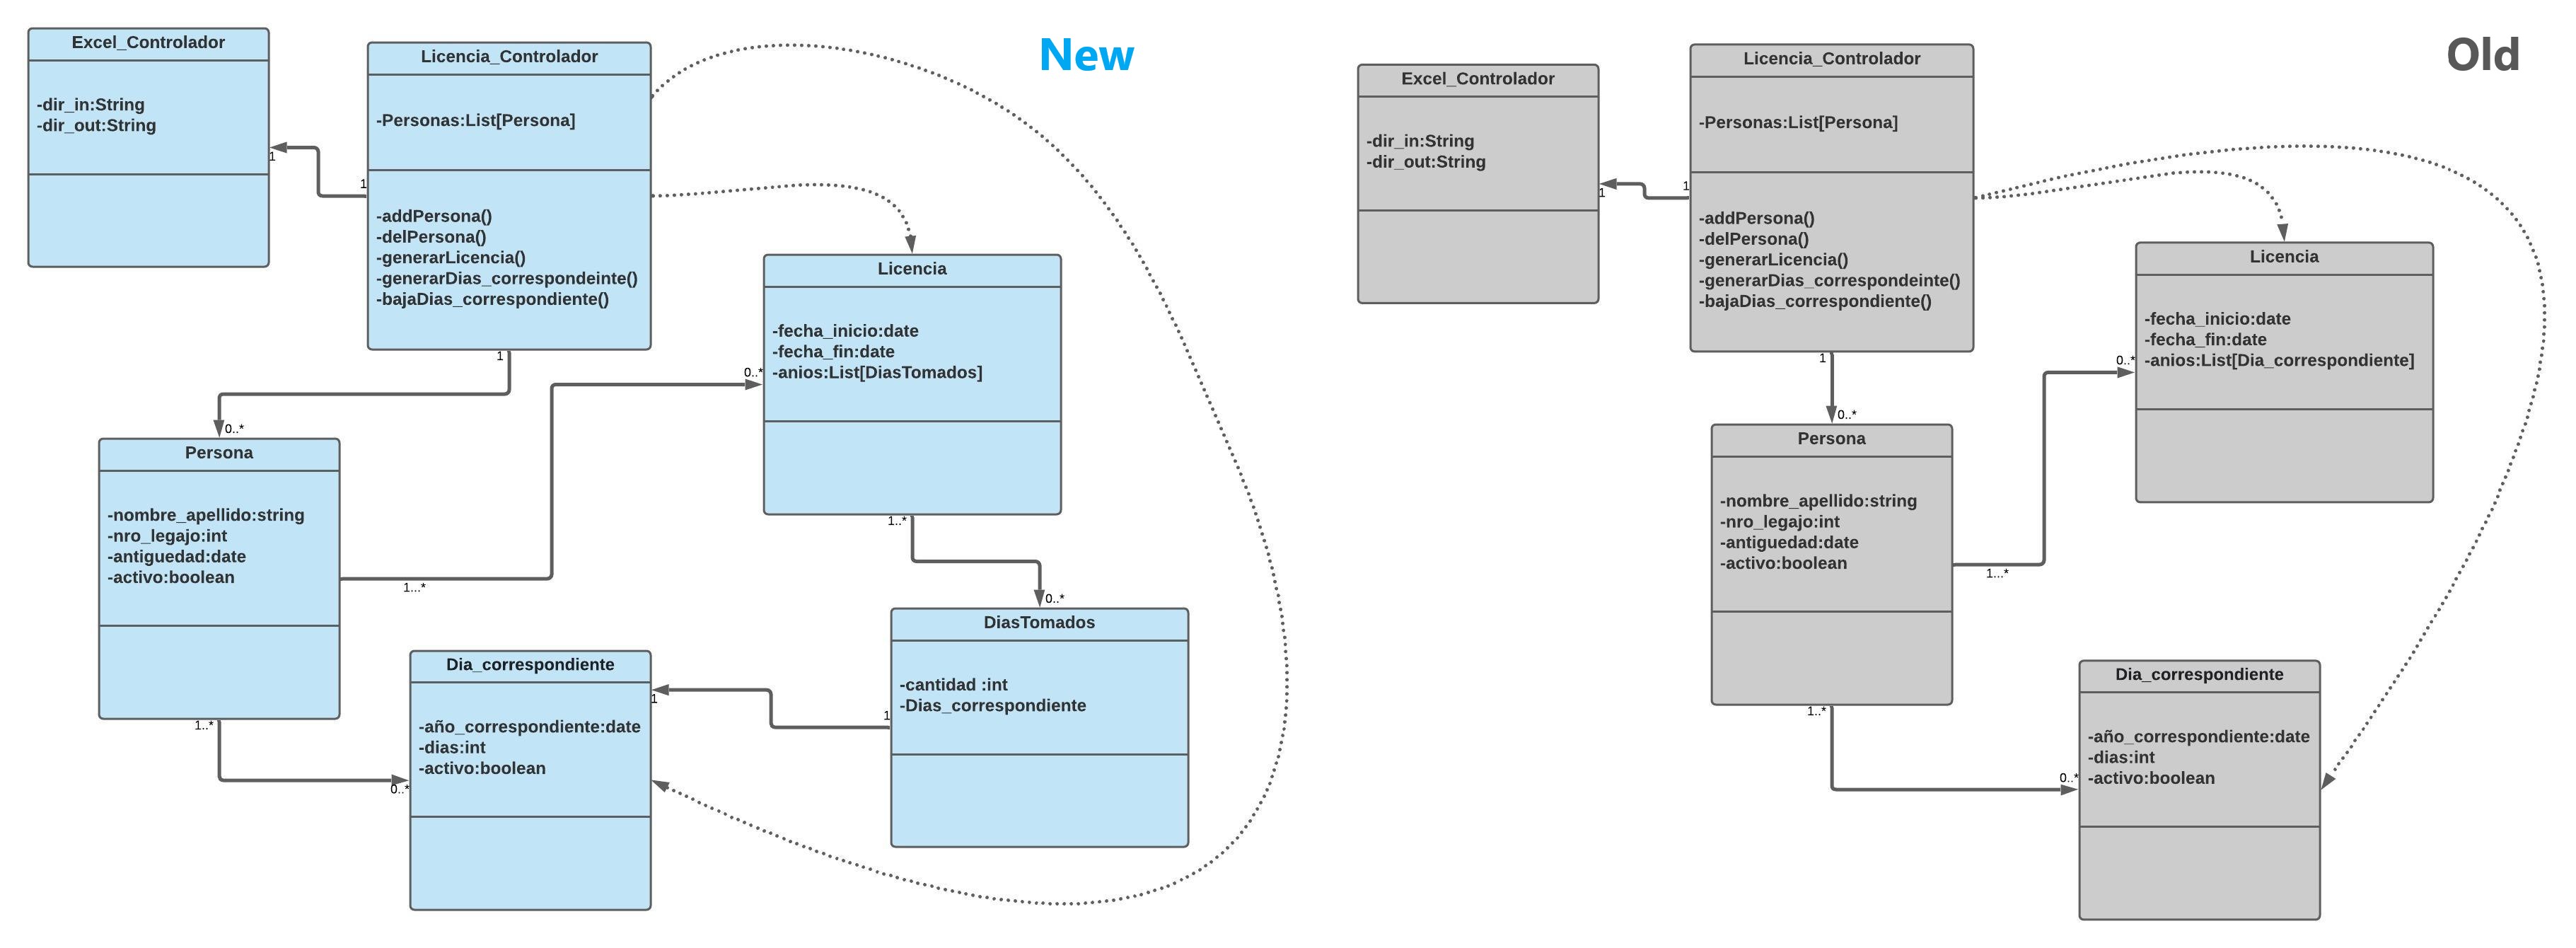 New
Excel_Controlador
-dir_in:String
-dir_out:String
1
Licencia_Controlador
-Personas:List[Persona]
-addPersona()
-delPersona()
-generarLicencia()
-generarDias_correspondeinte()
-bajaDias_correspondiente()
1
1
Licencia
-fecha_inicio:date
-fecha_fin:date
-anios:List[DiasTomados]
0..*
1..*
0..*
Persona
-nombre_apellido:string
-nro_legajo:int
-antiguedad:date
-activo:boolean
1...*
1..*
0..*
DiasTomados
-cantidad :int
-Dias_correspondiente
1
Dia_correspondiente
-año_correspondiente:date
-dias:int
-activo:boolean
1
0..*
Old
Excel_Controlador
-dir_in:String
-dir_out:String
1
Licencia_Controlador
-Personas:List[Persona]
-addPersona()
-delPersona()
-generarLicencia()
-generarDias_correspondeinte()
-bajaDias_correspondiente()
1
1
Licencia
-fecha_inicio:date
-fecha_fin:date
-anios:List[Dia_correspondiente]
0..*
0..*
Persona
-nombre_apellido:string
-nro_legajo:int
-antiguedad:date
-activo:boolean
1...*
1..*
Dia_correspondiente
-año_correspondiente:date
-dias:int
-activo:boolean
0..*